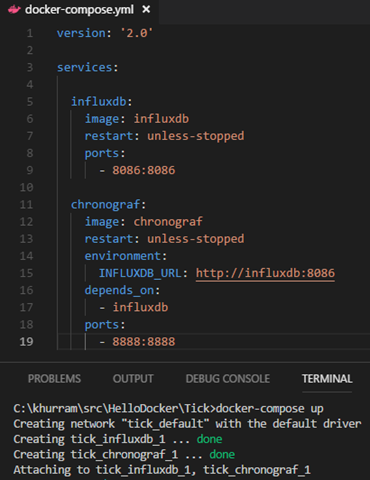 docker-compose.yml ×
1 version: '2.0'
2
3 services:
4
5 influxdb:
6 image: influxdb
7 restart: unless-stopped
8 ports:
9 - 8086:8086
10
11 chronograf:
12 image: chronograf
13 restart: unless-stopped
14 environment:
15 INFLUXDB_URL: http://influxdb:8086
16 depends_on:
17 - influxdb
18 ports:
19 - 8888:8888
PROBLEMS OUTPUT DEBUG CONSOLE TERMINAL
C:\khurram\src\HelloDocker\Tick>docker-compose up
Creating network "tick_default" with the default driver
Creating tick_influxdb_1 ... done
Creating tick_chronograf_1 ... done
Attaching to tick_influxdb_1, tick_chronograf_1